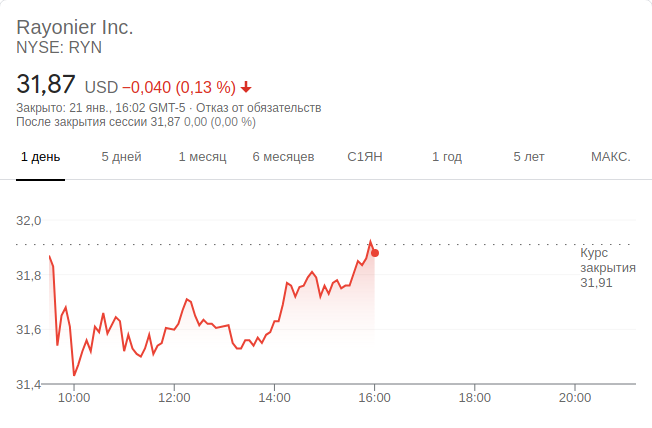 Rayonier Inc.
NYSE: RYN
31,87 USD −0,040 (0,13 %)
Закрыто: 21 янв., 16:02 GMT-5 · Отказ от обязательств
После закрытия сессии 31,87 0,00 (0,00 %)
1 день 5 дней 1 месяц 6 месяцев С1ЯН 1 год 5 лет МАКС.
32,0
Курс
закрытия
31,91
31,8
31,6
31,4
10:00 12:00 14:00 16:00 18:00 20:00